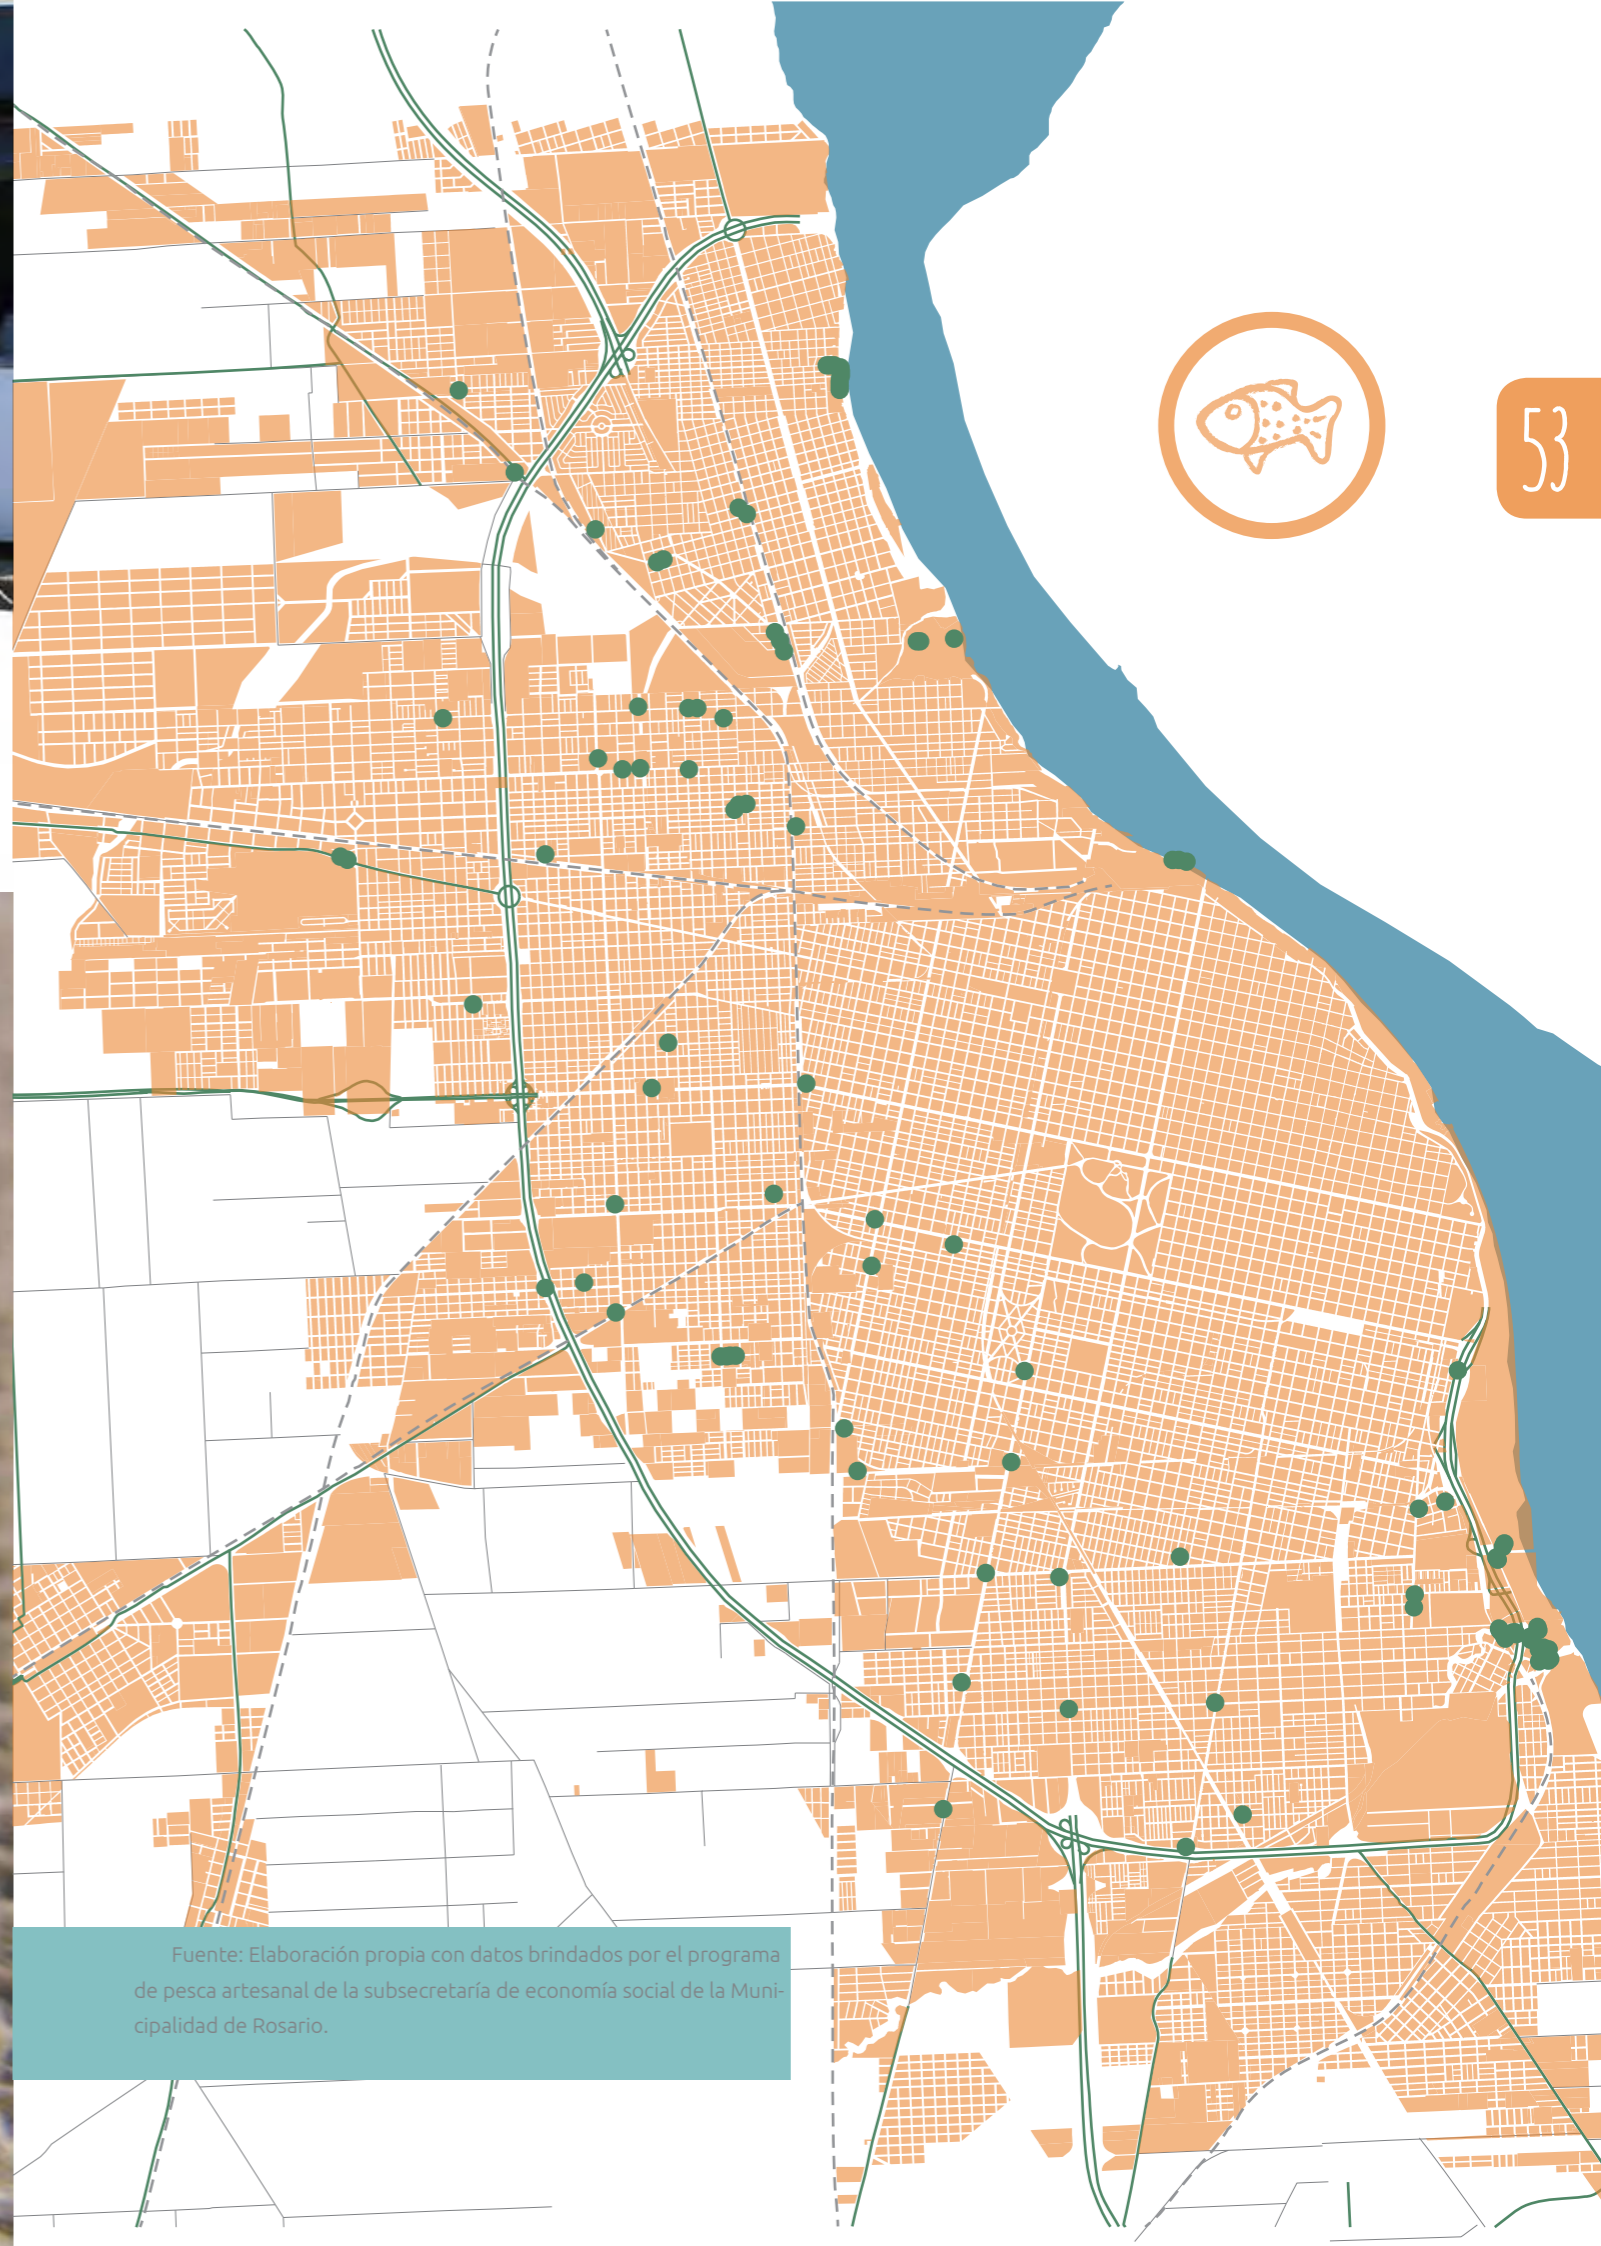 53
Fuente: Elaboración propia con datos brindados por el programa
de pesca artesanal de la subsecretaría de economía social de la Muni-
cipalidad de Rosario.